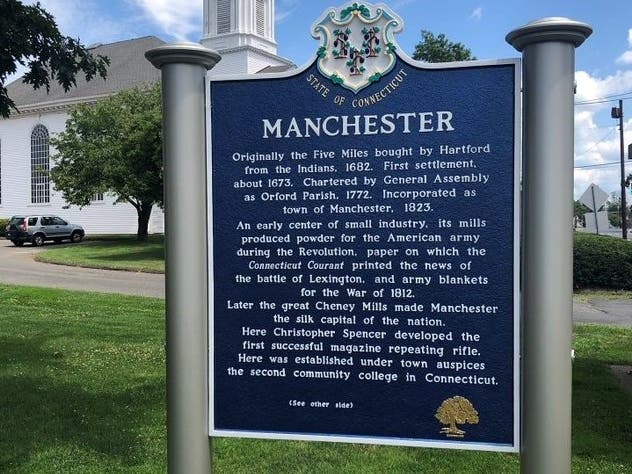 STATE OF CONNECTICUT
MANCHESTER
Originally the Five Miles bought by Hartford
from the Indians, 1682. First settlement,
about 1673. Chartered by General Assembly
as Orford Parish, 1772. Incorporated as
town of Manchester, 1823.
An early center of small industry, its mills
produced powder for the American army
during the Revolution, paper on which the
Connecticut Courant printed the news of
the battle of Lexington, and army blankets
for the War of 1812.
Later the great Cheney Mills made Manchester
the silk capital of the nation.
Here Christopher Spencer developed the
first successful magazine repeating rifle.
Here was established under town auspices
the second community college in Connecticut.
(See other side)